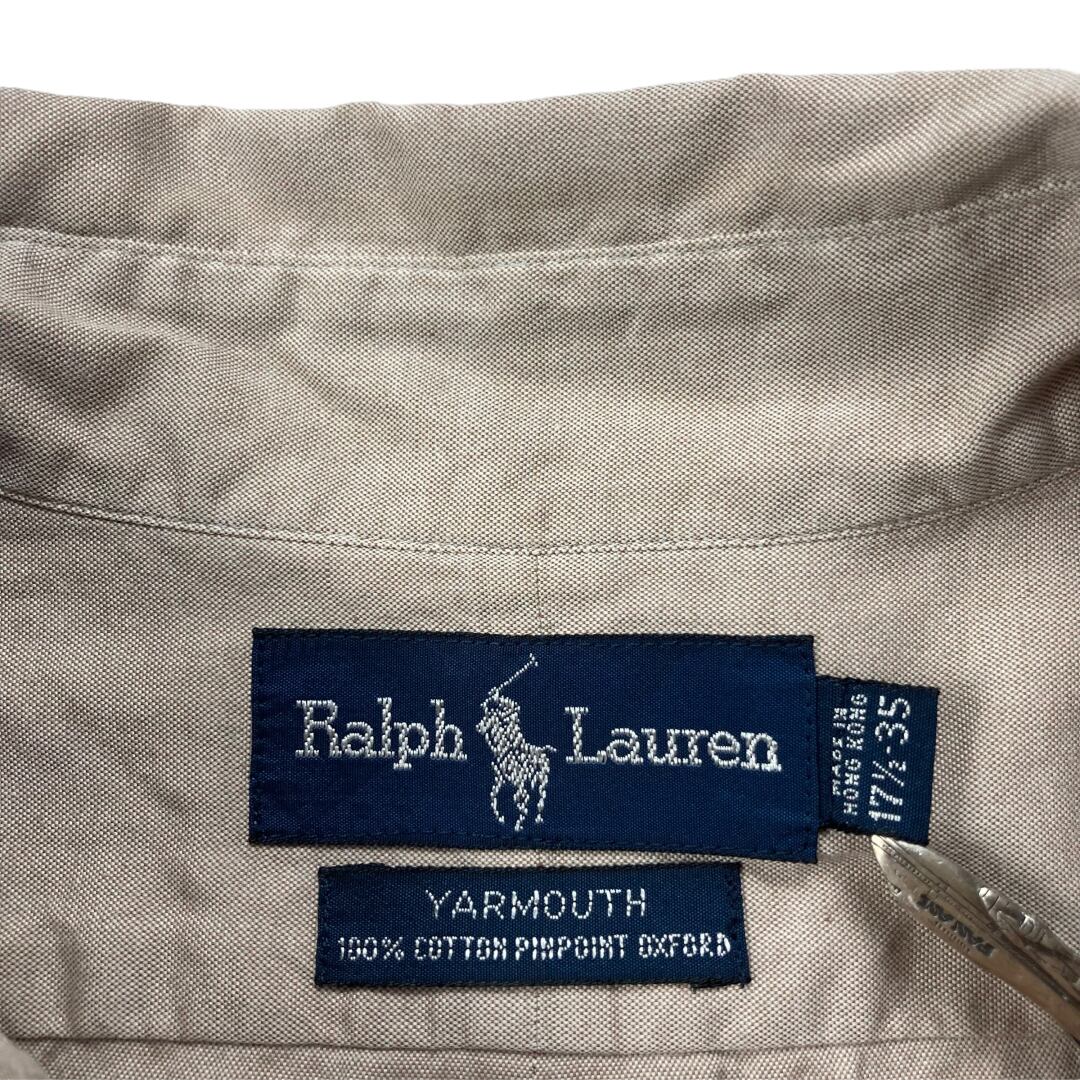 Ralph Lauren
MADE IN
HONG KONG
17½-35
YARMOUTH
100% COTTON PINPOINT OXFORD